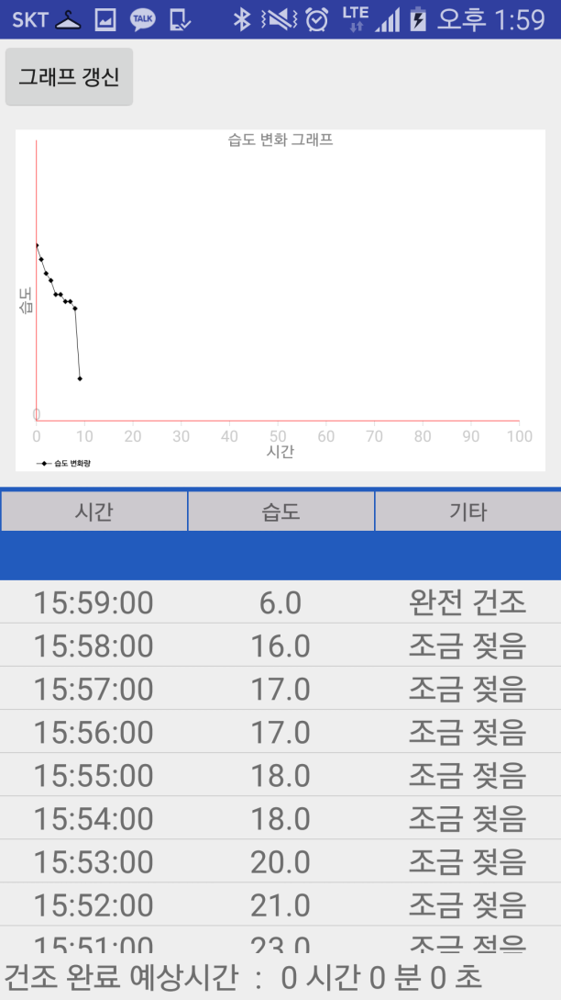 SKT TALK LTE 오후 1:59
그래프 갱신
습도 변화 그래프
습도
0
0 10 20 30 40 50 60 70 80 90 100
시간
습도 변화량
시간 습도 기타
15:59:00 6.0 완전 건조
15:58:00 16.0 조금 젖음
15:57:00 17.0 조금 젖음
15:56:00 17.0 조금 젖음
15:55:00 18.0 조금 젖음
15:54:00 18.0 조금 젖음
15:53:00 20.0 조금 젖음
15:52:00 21.0 조금 젖음
15:51:00 23.0 조금 젖음
건조 완료 예상시간 : 0 시간 0 분 0 초